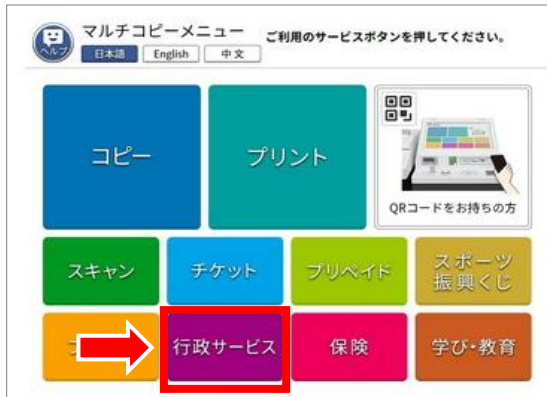 マルチコピーメニュー
ご利用のサービスボタンを押してください。
ヘルプ
日本語
English
中文
コピー
プリント
QRコードをお持ちの方
スキャン
チケット
プリペイド
スポーツ
振興くじ
行政サービス
保険
学び・教育